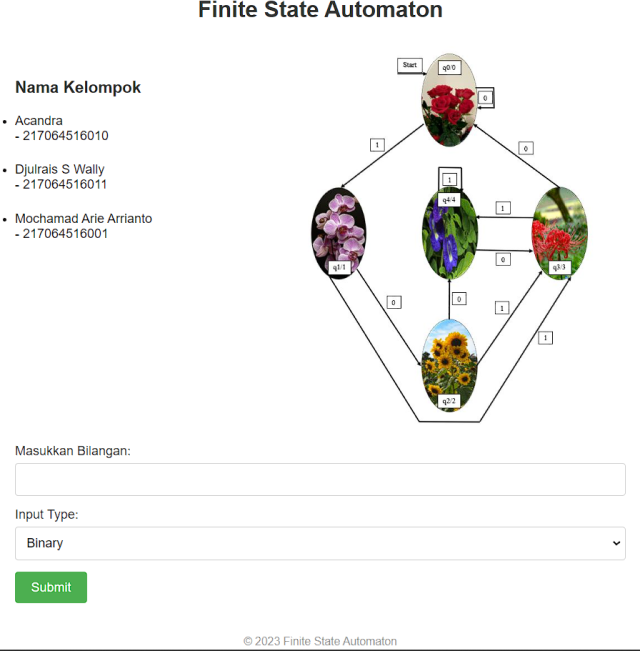 Finite State Automaton
Nama Kelompok
Acandra
- 217064516010
Djulrais S Wally
- 217064516011
Mochamad Arie Arrianto
- 217064516001
Start
q0/0
0
1
0
1
q4/4
1
q1/1
0
q3/3
0
0
1
1
q2/2
Masukkan Bilangan:
Input Type:
Binary
Submit
© 2023 Finite State Automaton